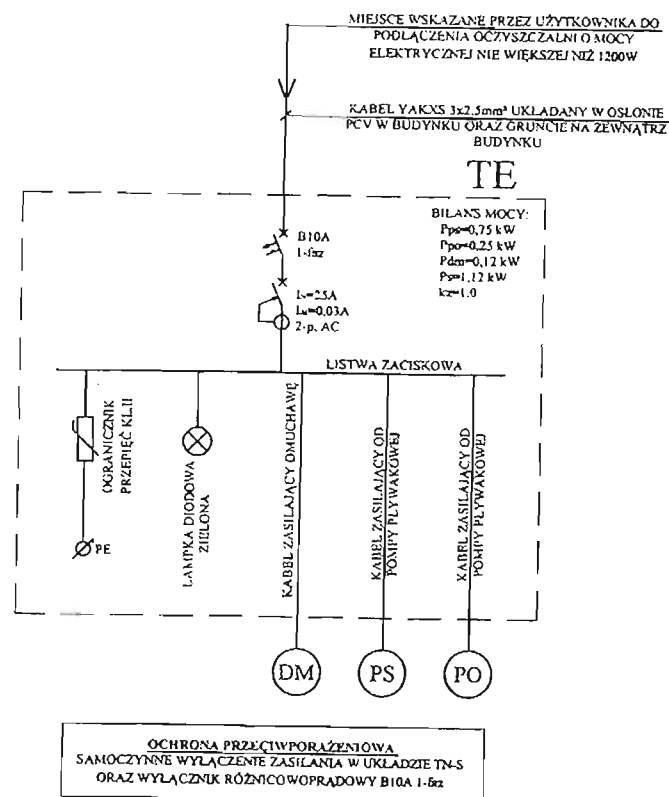 MIEJSCE WSKAZANE PRZEZ UŻYTKOWNIKA DO
PODŁĄCZENIA OCZYSZCZALNI O MOCY
ELEKTRYCZNEJ NIE WIĘKSZEJ NIŻ 1200W
KABEL YAKXS 3x2,5mm² UKŁADANY W OSŁONIE
PCV W BUDYNKU ORAZ GRUNCIE NA ZEWNĄTRZ
BUDYNKU
TE
BILANS MOCY:
Pps=0,75 kW
Ppo=0,25 kW
Pdm=0,12 kW
Ps=1,12 kW
kz=1.0
B10A
1-faz
=25A
=0,03A
2-p, AC
LISTWA ZACISKOWA
OGRANICZNIK
PRZEPIĘĆ KL.II
PE
LAMPKA DIODOWA
ZIELONA
KABEL ZASILAJĄCY DMUCHAWĘ
KABEL ZASILAJĄCY OD
POMPY PŁYWAKOWEJ
KABEL ZASILAJĄCY OD
POMPY PŁYWAKOWEJ
DM
PS
PO
OCHRONA PRZECIWPORAŻENIOWA
SAMOCZYNNE WYŁĄCZENIE ZASILANIA W UKŁADZIE TN-S
ORAZ WYŁĄCZNIK RÓŻNICOWOPRĄDOWY B10A 1-faz